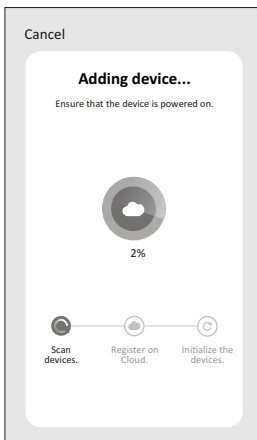 Cancel
Adding device...
Ensure that the device is powered on.
2%
Scan
devices.
Register on
Cloud.
Initialize the
devices.